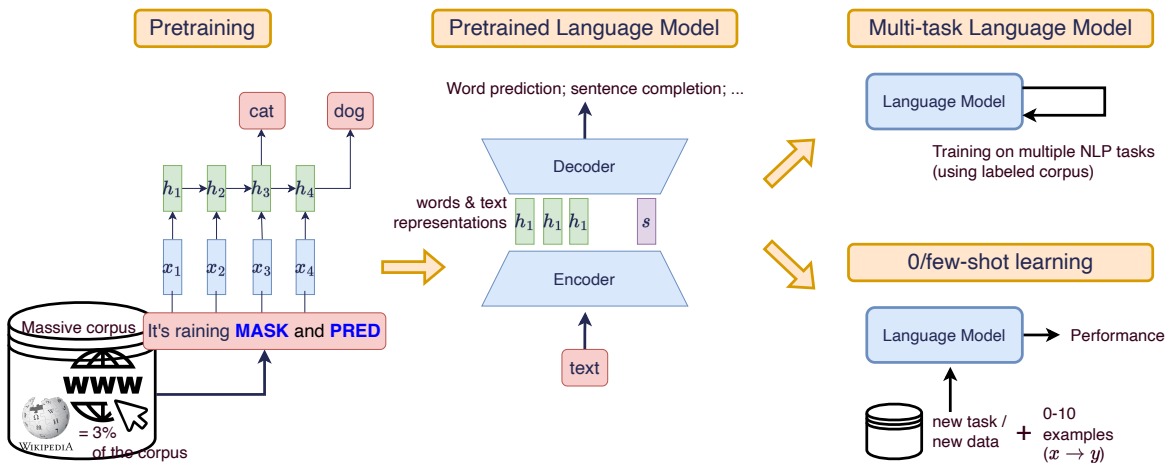 Pretraining
cat
dog
h₁
h₂
h₃
h₄
x₁
x₂
x₃
x₄
Massive corpus
It's raining MASK and PRED
www
WIKIPEDIA
= 3%
of the corpus
Pretrained Language Model
Word prediction; sentence completion; ...
Decoder
words & text
representations
h₁
h₁
h₁
s
Encoder
text
Multi-task Language Model
Language Model
Training on multiple NLP tasks
(using labeled corpus)
0/few-shot learning
Language Model
Performance
new task /
new data
+
0-10
examples
(x → y)